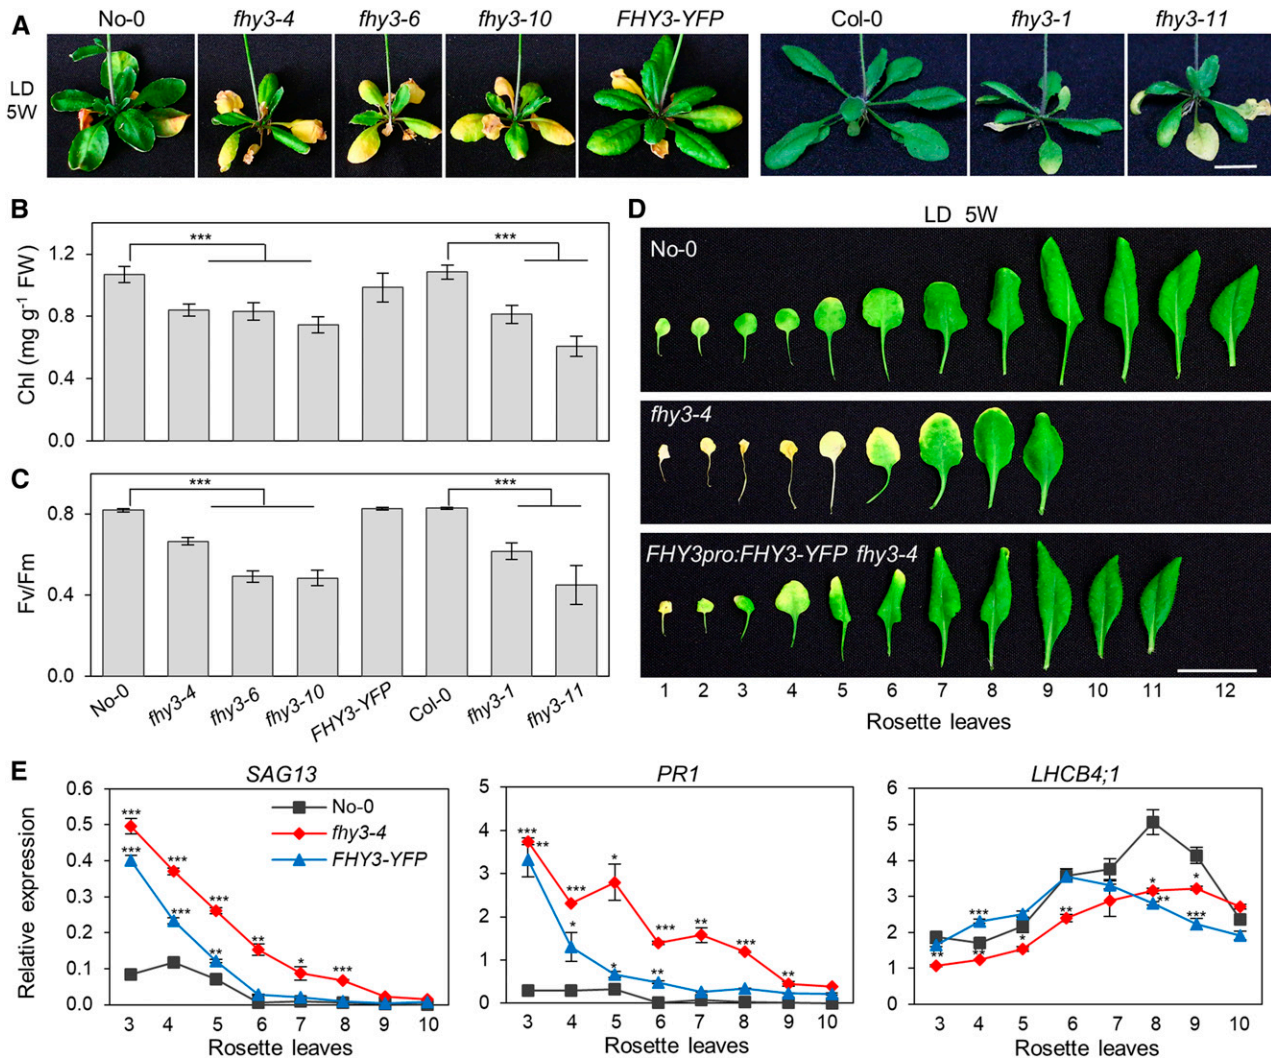 A
No-0 fhy3-4 fhy3-6 fhy3-10 FHY3-YFP Col-0 fhy3-1 fhy3-11
LD
5W
B
Chl (mg g-1 FW)
1.2
0.8
0.4
0.0
*** ***
C
Fv/Fm
0.8
0.4
0.0
*** ***
No-0 fhy3-4 fhy3-6 fhy3-10 FHY3-YFP Col-0 fhy3-1 fhy3-11
D
LD 5W
No-0
fhy3-4
FHY3pro:FHY3-YFP fhy3-4
1 2 3 4 5 6 7 8 9 10 11 12
Rosette leaves
E
SAG13
Relative expression
0.6
0.5
0.4
0.3
0.2
0.1
0.0
No-0
fhy3-4
FHY3-YFP
*** *** ** ** * ***
*** *** **
3 4 5 6 7 8 9 10
Rosette leaves
PR1
5
4
3
2
1
0
*** *** * *** ** *** **
** * * **
3 4 5 6 7 8 9 10
Rosette leaves
LHCB4;1
6
5
4
3
2
1
0
*** ** ***
** ** * ** * *
3 4 5 6 7 8 9 10
Rosette leaves